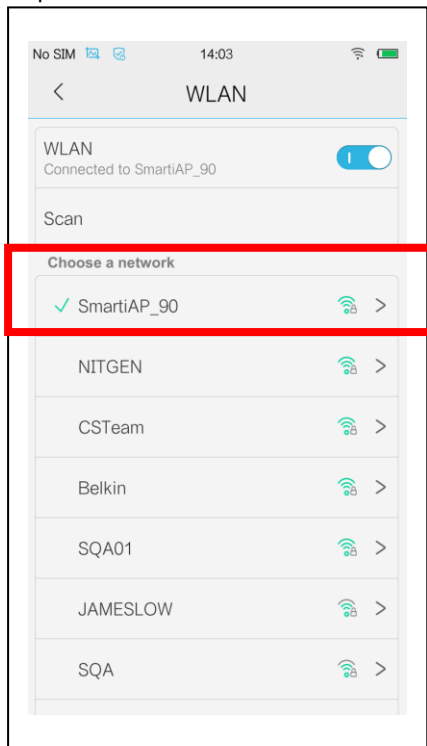 No SIM 14:03
WLAN
WLAN
Connected to SmartiAP_90
Scan
Choose a network
SmartiAP_90
NITGEN
CSTeam
Belkin
SQA01
JAMESLOW
SQA